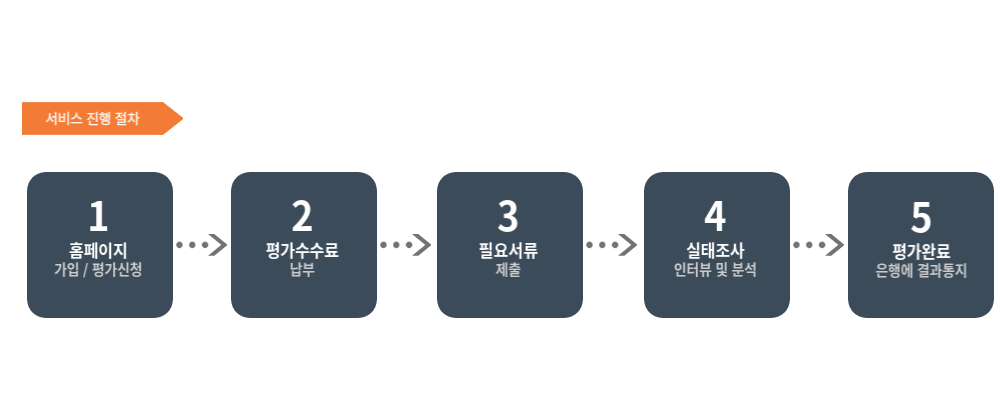 서비스 진행 절차
1
홈페이지
가입 / 평가신청
2
평가수수료
납부
3
필요서류
제출
4
실태조사
인터뷰 및 분석
5
평가완료
은행에 결과통지